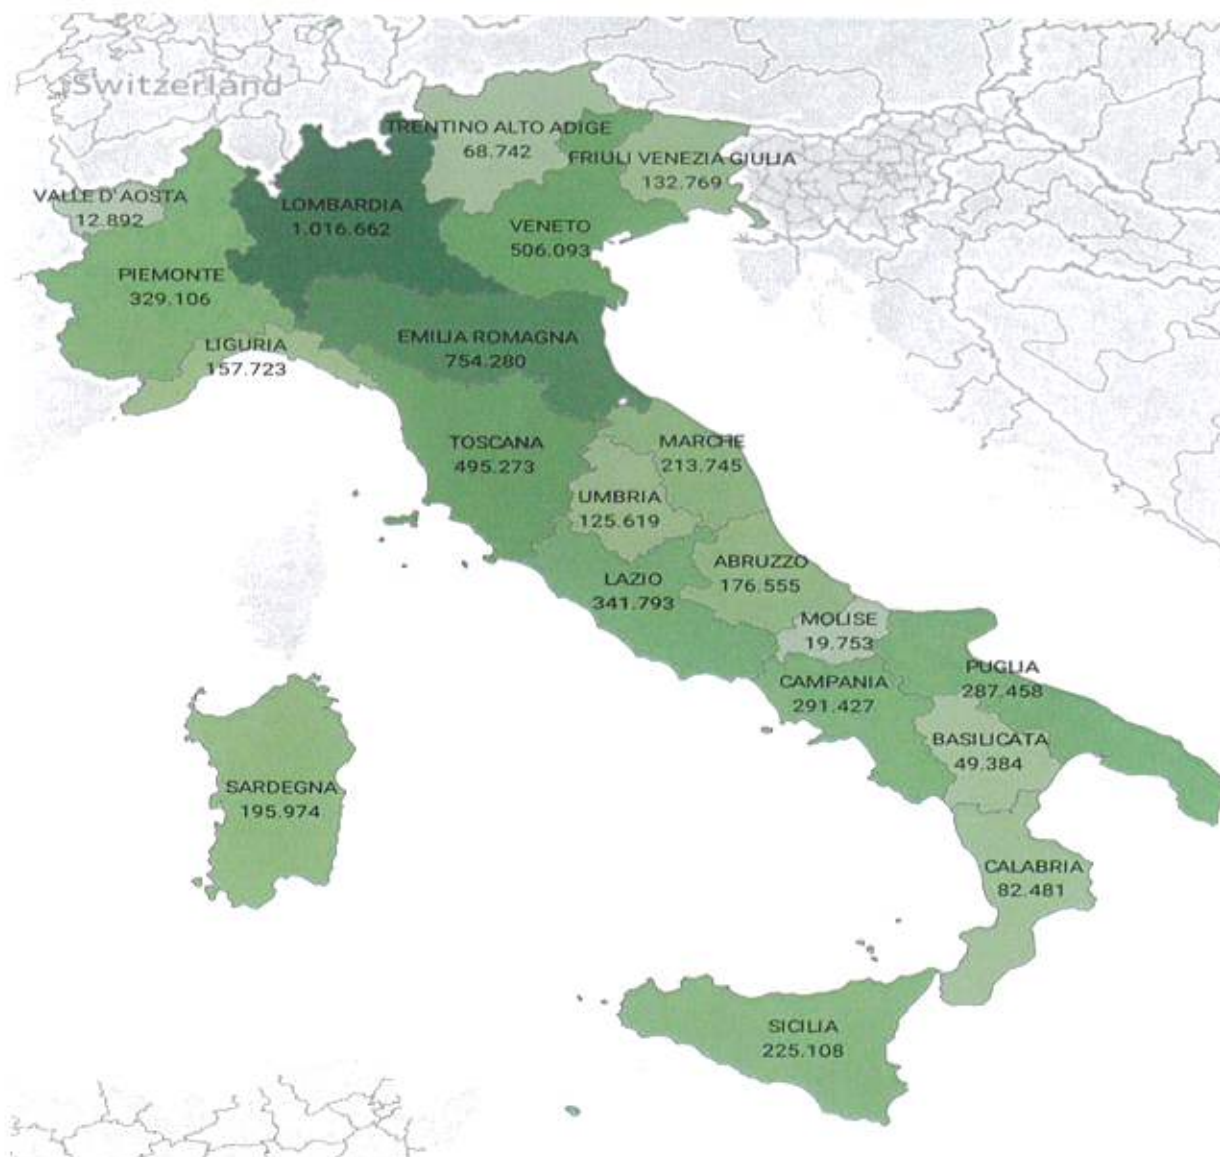 iSwitzerland
TRENTINO ALTO ADIGE
68.742
FRIULI VENEZIA GIULIA
132.769
VALLE D'AOSTA
12.892
LOMBARDIA
1.016.662
VENETO
506.093
PIEMONTE
329.106
EMILIA ROMAGNA
754.280
LIGURIA
157.723
TOSCANA
495.273
MARCHE
213.745
UMBRIA
125.619
ABRUZZO
176.555
LAZIO
341.793
MOLISE
19.753
PUGLIA
287.458
CAMPANIA
291.427
BASILICATA
49.384
SARDEGNA
195.974
CALABRIA
82.481
SICILIA
225.108